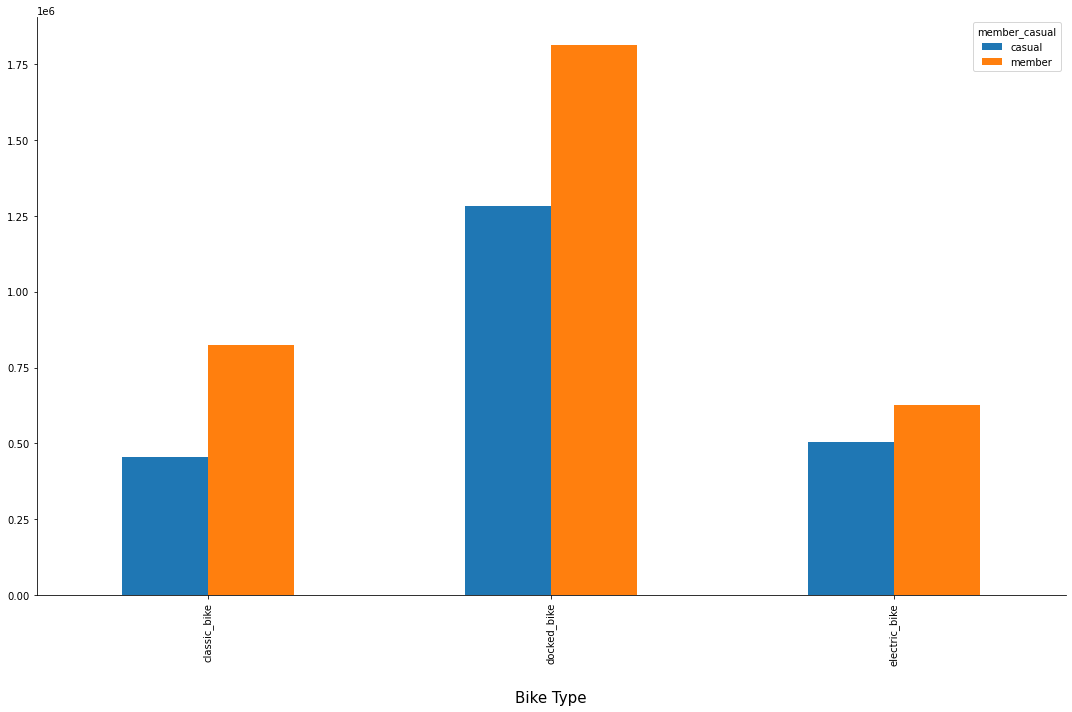 1e6
member_casual
casual
member
1.75
1.50
1.25
1.00
0.75
0.50
0.25
0.00
classic_bike
docked_bike
electric_bike
Bike Type